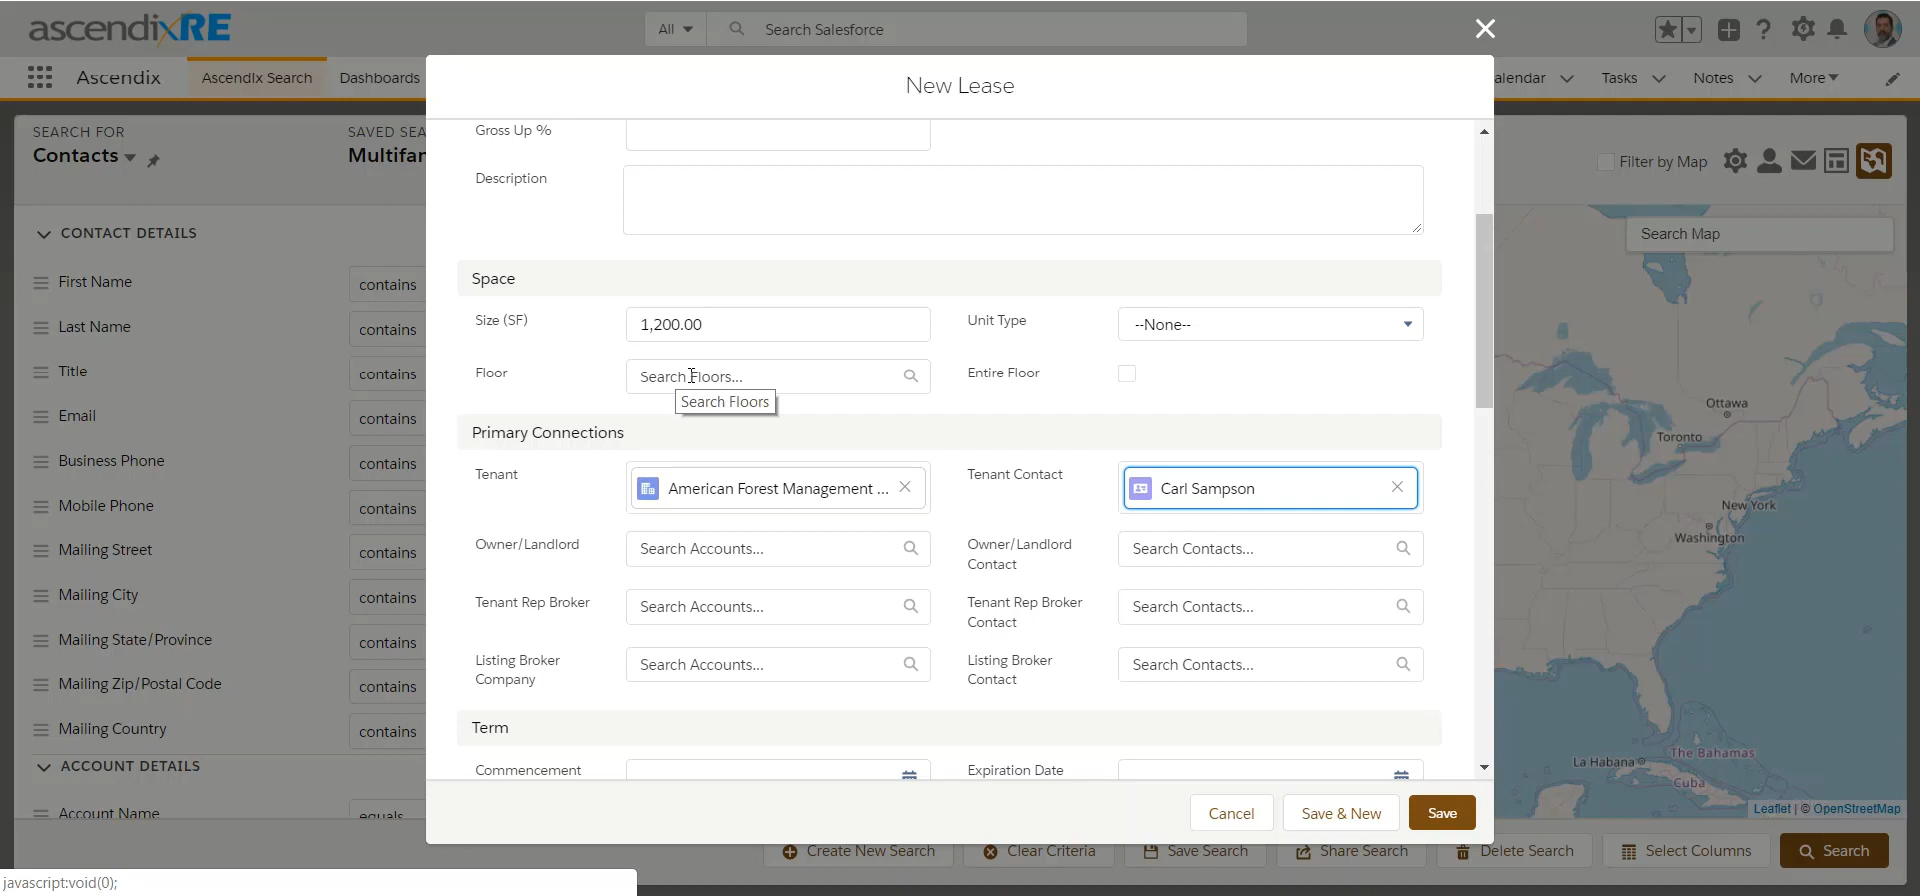 ascendixRE
All
Search Salesforce
Ascendix
AscendIx Search
Dashboards
alendar
Tasks
Notes
More
New Lease
SEARCH FOR
SAVED SEA
Contacts
Multifan
Filter by Map
Search Map
CONTACT DETAILS
First Name
contains
Last Name
contains
Title
contains
Email
contains
Business Phone
contains
Mobile Phone
contains
Mailing Street
contains
Mailing City
contains
Mailing State/Province
contains
Mailing Zip/Postal Code
contains
Mailing Country
contains
ACCOUNT DETAILS
Account Name
equals
Gross Up %
Description
Space
Size (SF)
1,200.00
Unit Type
--None--
Floor
Search Floors...
Entire Floor
Search Floors
Primary Connections
Tenant
American Forest Management ...
Tenant Contact
Carl Sampson
Owner/Landlord
Search Accounts...
Owner/Landlord
Contact
Search Contacts...
Tenant Rep Broker
Search Accounts...
Tenant Rep Broker
Contact
Search Contacts...
Listing Broker
Company
Search Accounts...
Listing Broker
Contact
Search Contacts...
Term
Commencement
Expiration Date
Cancel
Save & New
Save
Ottawa
Toronto
New York
Washington
The Bahamas
La Habana
Cuba
Leaflet | © OpenStreetMap
Create New Search
Clear Criteria
Save Search
Share Search
Delete Search
Select Columns
Search
javascript:void(0);